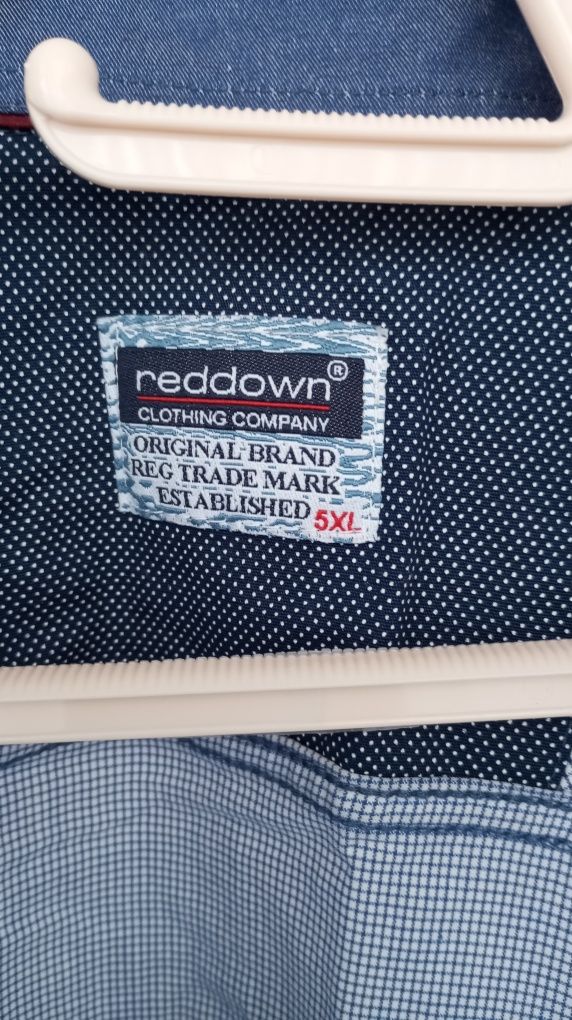 reddown®
CLOTHING COMPANY
ORIGINAL BRAND
REG TRADE MARK
ESTABLISHED 5XL